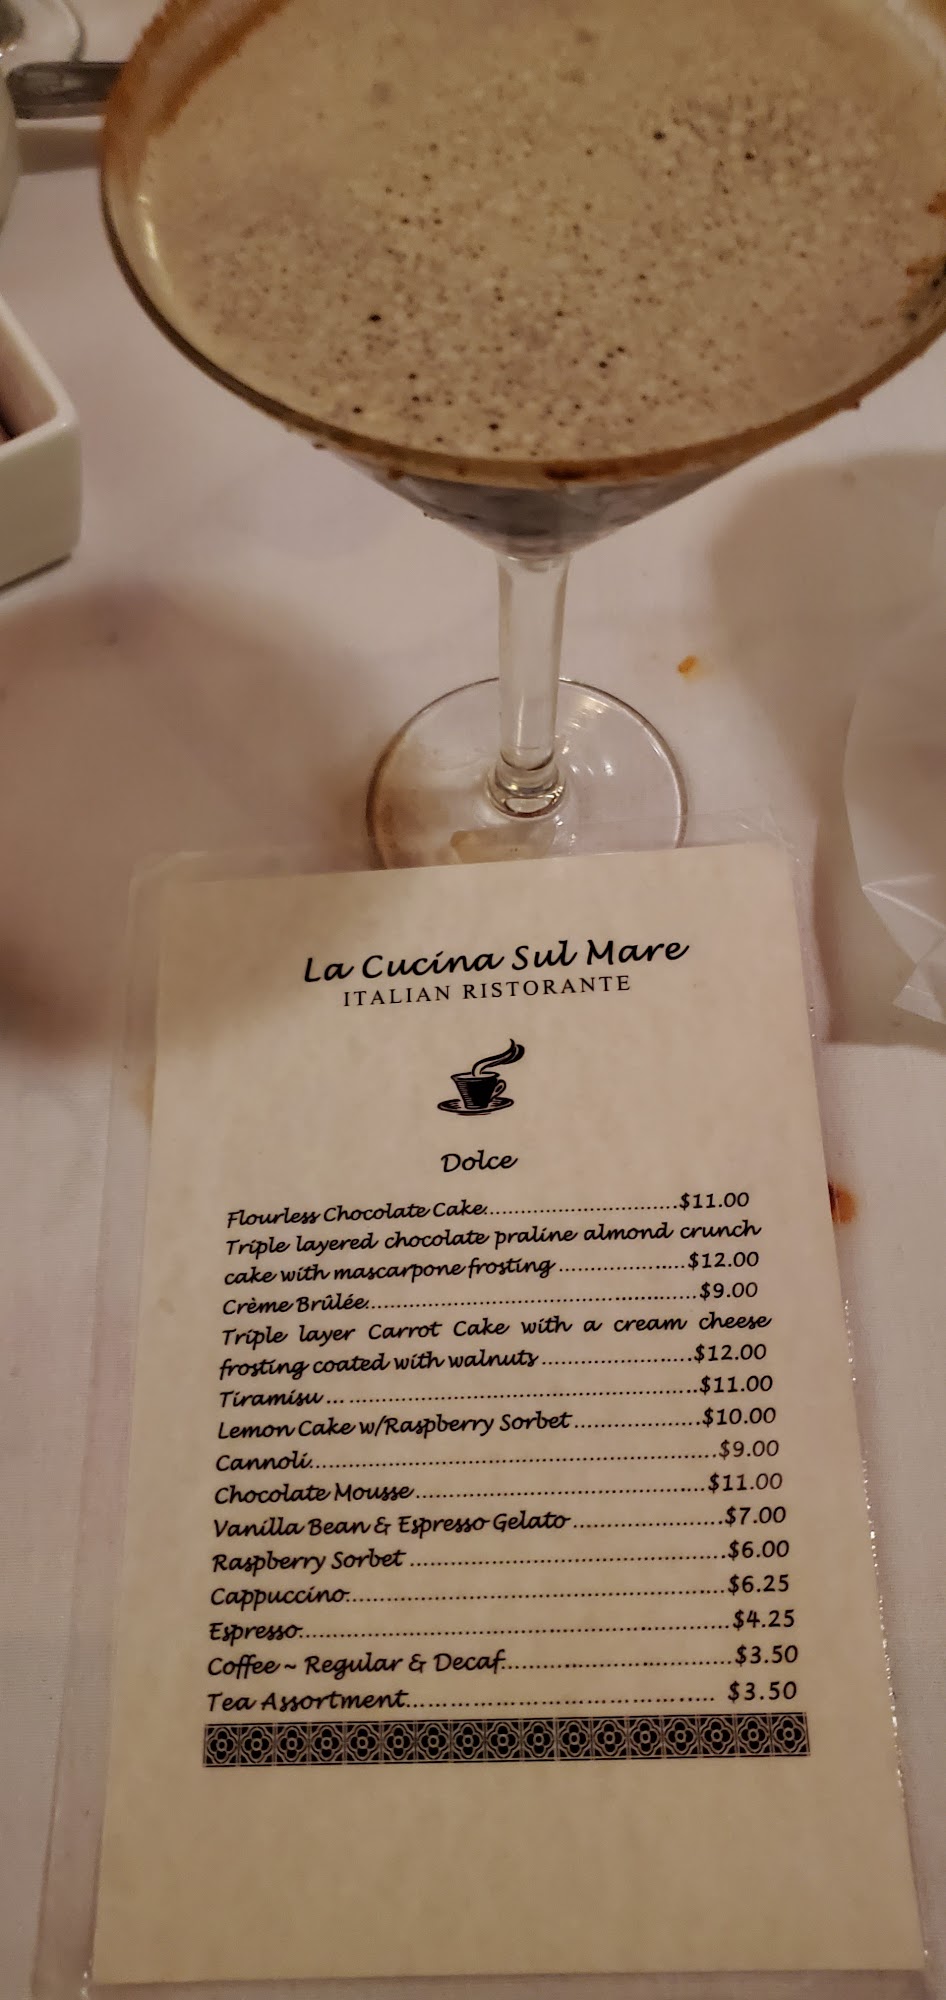 La Cucina Sul Mare
ITALIAN RISTORANTE
Dolce
Flourless Chocolate Cake..............................$11.00
Triple layered chocolate praline almond crunch
cake with mascarpone frosting ....................$12.00
Crème Brûlée....................................................$9.00
Triple layer Carrot Cake with a cream cheese
frosting coated with walnuts ........................$12.00
Tiramisu... .....................................................$11.00
Lemon Cake w/Raspberry Sorbet ...................$10.00
Cannoli..............................................................$9.00
Chocolate Mousse ............................................$11.00
Vanilla Bean & Espresso Gelato .......................$7.00
Raspberry Sorbet ...............................................$6.00
Cappuccino.........................................................$6.25
Espresso...............................................................$4.25
Coffee ~ Regular & Decaf...................................$3.50
Tea Assortment................................................ $3.50